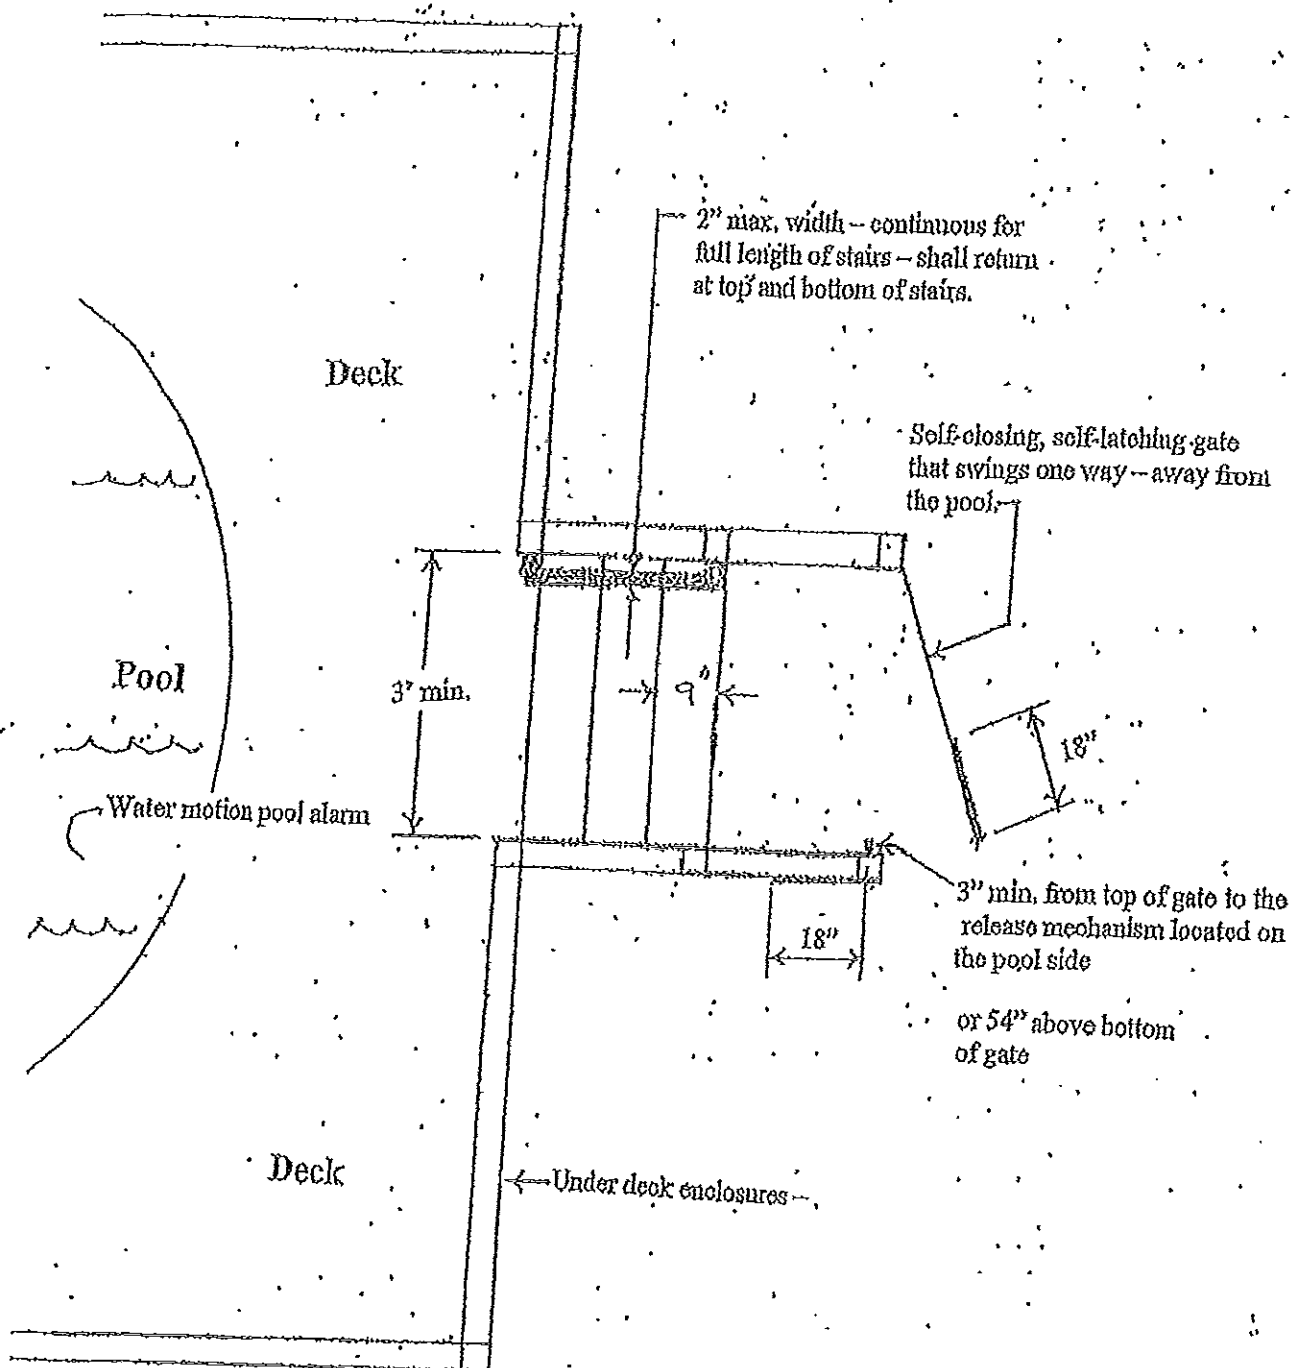 2" max. width – continuous for
full length of stairs – shall return
at top and bottom of stairs.
Deck
Self-closing, self-latching gate
that swings one way – away from
the pool.
Pool
3' min.
9"
18"
Water motion pool alarm
3" min. from top of gate to the
release mechanism located on
the pool side
18"
or 54" above bottom
of gate
Deck
Under deck enclosures –